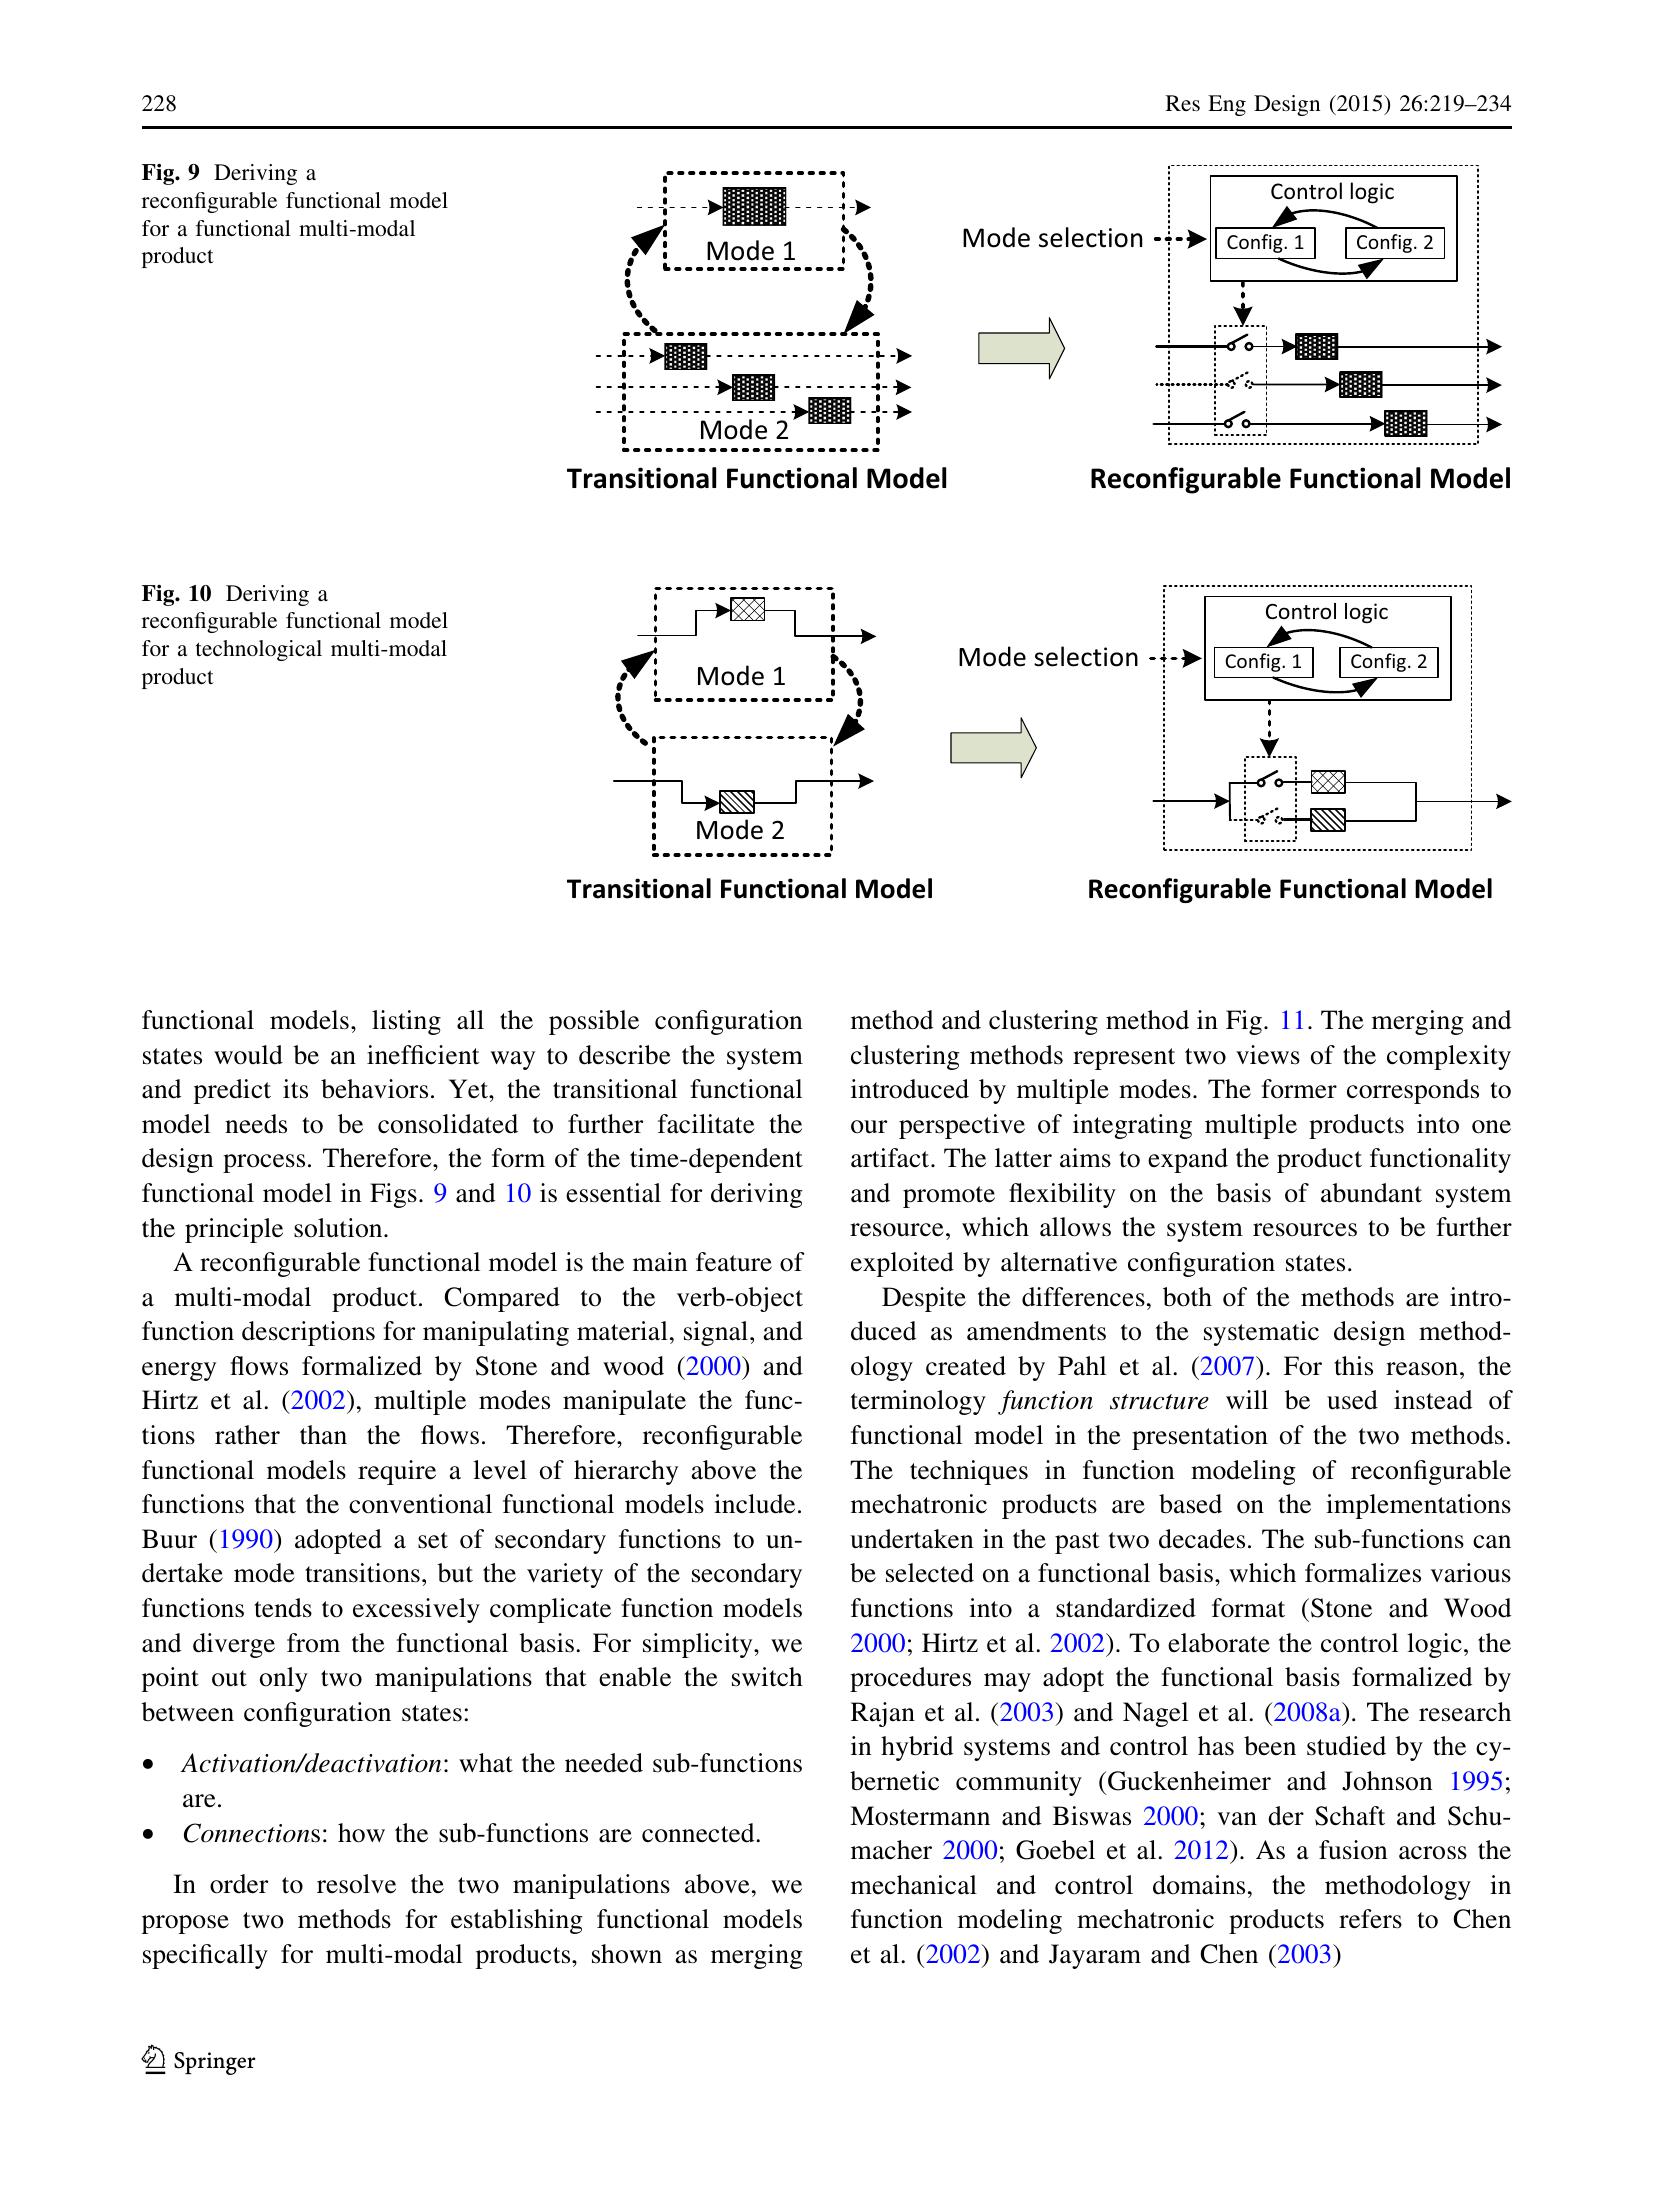 228
Res Eng Design (2015) 26:219–234
Fig. 9 Deriving a
reconfigurable functional model
for a functional multi-modal
product
Mode 1
Mode 2
Transitional Functional Model
Mode selection
Control logic
Config. 1
Config. 2
Reconfigurable Functional Model
Fig. 10 Deriving a
reconfigurable functional model
for a technological multi-modal
product
Mode 1
Mode 2
Transitional Functional Model
Mode selection
Control logic
Config. 1
Config. 2
Reconfigurable Functional Model
functional models, listing all the possible configuration
states would be an inefficient way to describe the system
and predict its behaviors. Yet, the transitional functional
model needs to be consolidated to further facilitate the
design process. Therefore, the form of the time-dependent
functional model in Figs. 9 and 10 is essential for deriving
the principle solution.
A reconfigurable functional model is the main feature of
a multi-modal product. Compared to the verb-object
function descriptions for manipulating material, signal, and
energy flows formalized by Stone and wood (2000) and
Hirtz et al. (2002), multiple modes manipulate the func-
tions rather than the flows. Therefore, reconfigurable
functional models require a level of hierarchy above the
functions that the conventional functional models include.
Buur (1990) adopted a set of secondary functions to un-
dertake mode transitions, but the variety of the secondary
functions tends to excessively complicate function models
and diverge from the functional basis. For simplicity, we
point out only two manipulations that enable the switch
between configuration states:
• Activation/deactivation: what the needed sub-functions
are.
• Connections: how the sub-functions are connected.
In order to resolve the two manipulations above, we
propose two methods for establishing functional models
specifically for multi-modal products, shown as merging
method and clustering method in Fig. 11. The merging and
clustering methods represent two views of the complexity
introduced by multiple modes. The former corresponds to
our perspective of integrating multiple products into one
artifact. The latter aims to expand the product functionality
and promote flexibility on the basis of abundant system
resource, which allows the system resources to be further
exploited by alternative configuration states.
Despite the differences, both of the methods are intro-
duced as amendments to the systematic design method-
ology created by Pahl et al. (2007). For this reason, the
terminology function structure will be used instead of
functional model in the presentation of the two methods.
The techniques in function modeling of reconfigurable
mechatronic products are based on the implementations
undertaken in the past two decades. The sub-functions can
be selected on a functional basis, which formalizes various
functions into a standardized format (Stone and Wood
2000; Hirtz et al. 2002). To elaborate the control logic, the
procedures may adopt the functional basis formalized by
Rajan et al. (2003) and Nagel et al. (2008a). The research
in hybrid systems and control has been studied by the cy-
bernetic community (Guckenheimer and Johnson 1995;
Mostermann and Biswas 2000; van der Schaft and Schu-
macher 2000; Goebel et al. 2012). As a fusion across the
mechanical and control domains, the methodology in
function modeling mechatronic products refers to Chen
et al. (2002) and Jayaram and Chen (2003)
Springer